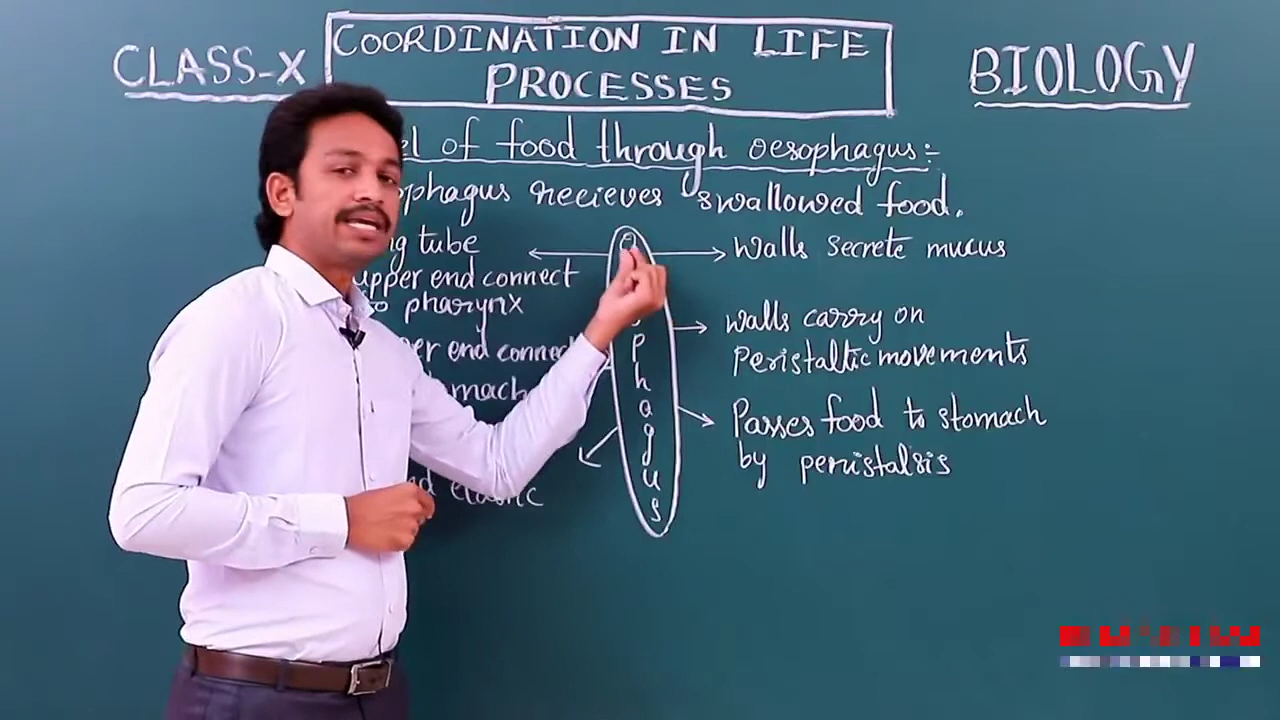 CLASS-X
COORDINATION IN LIFE
PROCESSES
BIOLOGY
of food through oesophagus:-
recieves swallowed food.
tube
upper end connect
pharynx
end connect
elastic
phagus
Walls secrete mucus
walls carry on
Peristaltic movements
Passes food to stomach
by peristalsis